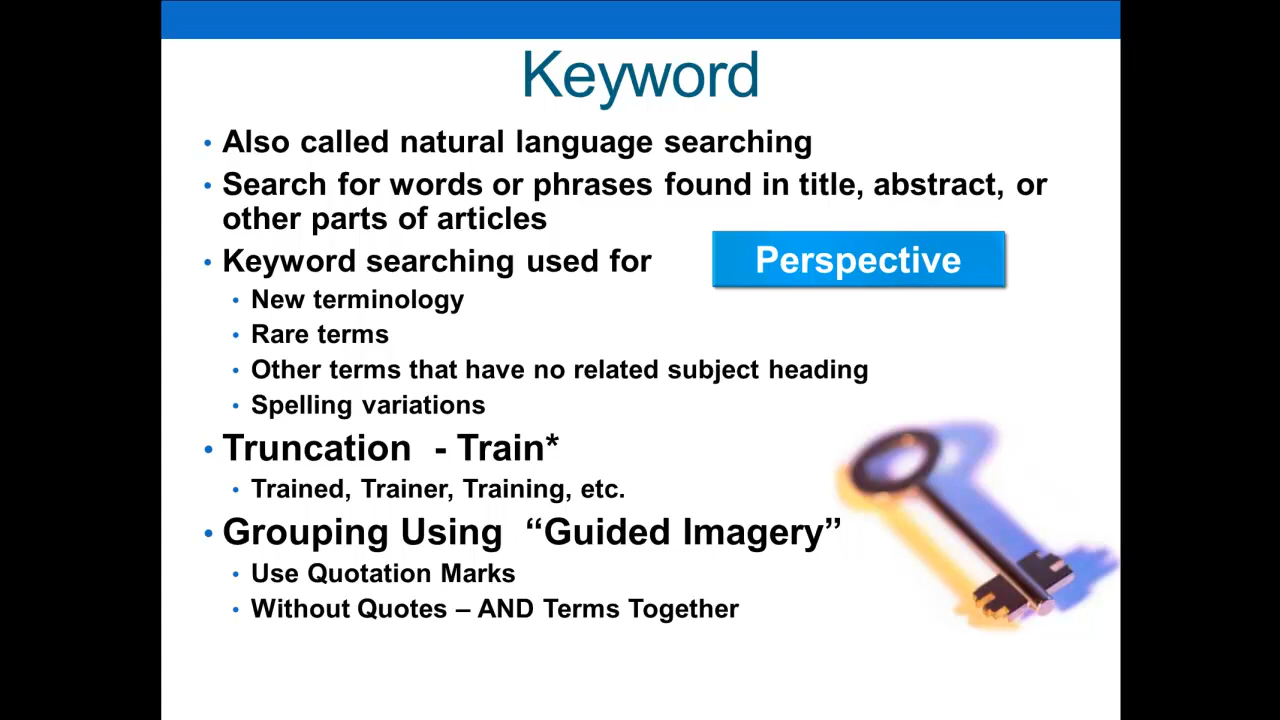 Keyword
• Also called natural language searching
• Search for words or phrases found in title, abstract, or
other parts of articles
• Keyword searching used for
Perspective
• New terminology
• Rare terms
• Other terms that have no related subject heading
• Spelling variations
• Truncation - Train*
• Trained, Trainer, Training, etc.
• Grouping Using “Guided Imagery”
• Use Quotation Marks
• Without Quotes – AND Terms Together